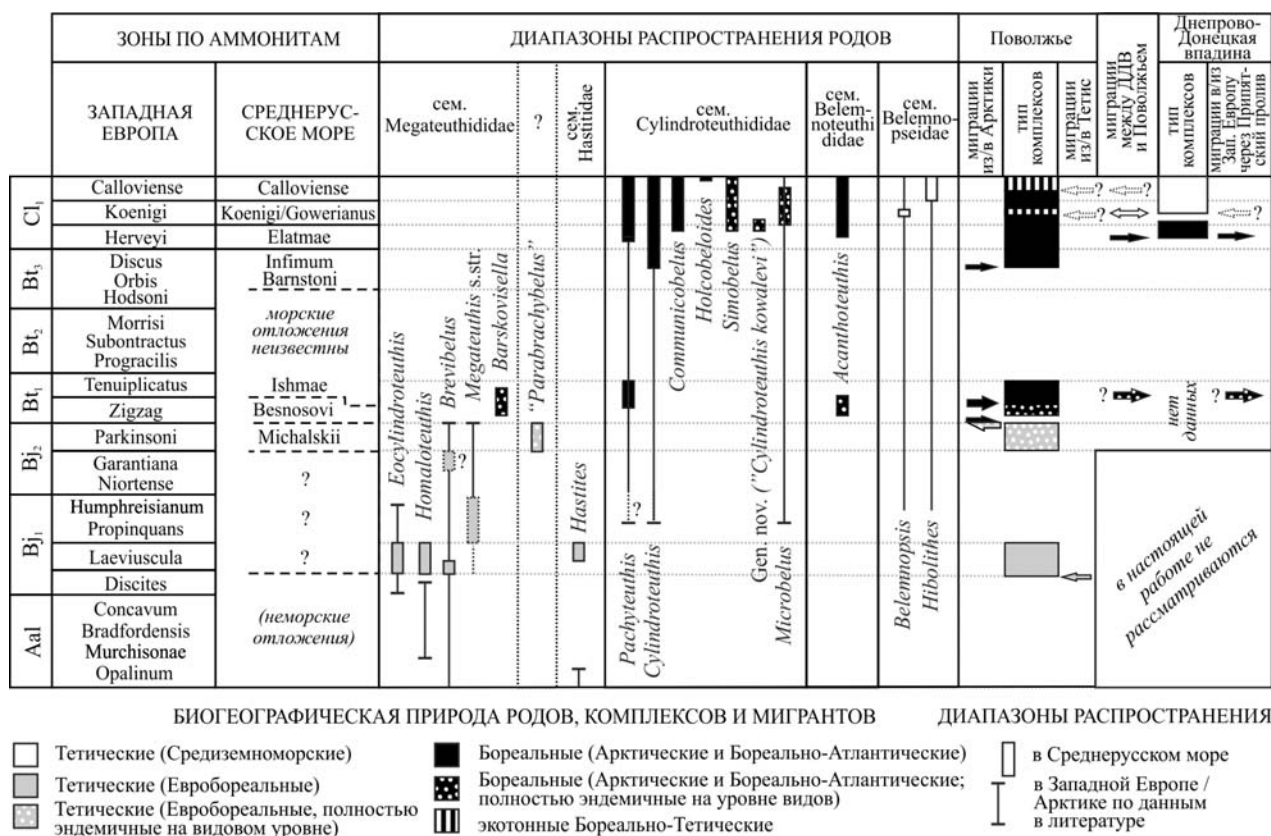 ЗОНЫ ПО АММОНИТАМ
ДИАПАЗОНЫ РАСПРОСТРАНЕНИЯ РОДОВ
Поволжье
миграции между ДДВ и Поволжьем
Днепрово-
Донецкая
впадина
ЗАПАДНАЯ
ЕВРОПА
СРЕДНЕРУС-
СКОЕ МОРЕ
сем.
Megateuthididae
?
сем.
Hastitidae
сем.
Cylindroteuthididae
сем.
Belem-
noteuthi
didae
сем.
Belemno-
pseidae
миграции
из/в Арктики
тип
комплексов
миграции
из/в Тетис
тип
комплексов
миграции в/из
Зап. Европу
через Припят-
ский пролив
Cl1
Calloviense
Calloviense
? ?
Koenigi
Koenigi/Gowerianus
? ?
Herveyi
Elatmae
Bt3
Discus
Orbis
Hodsoni
Infimum
Barnstoni
Bt2
Morrisi
Subontractus
Progracilis
морские
отложения
неизвестны
Bt1
Tenuiplicatus
Ishmae
Zigzag
Besnosovi
? ?
нет
данных
Bj2
Parkinsoni
Michalskii
Garantiana
Niortense
?
Bj1
Humphreisianum
Propinquans
?
Laeviuscula
?
Discites
Aal
Concavum
Bradfordensis
Murchisonae
Opalinum
(неморские
отложения)
Eocylindroteuthis
Homaloteuthis
Brevibelus
?
Megateuthis s.str.
Barskovisella
"Parabrachybelus"
Hastites
Pachyteuthis
?
Cylindroteuthis
Communicobelus
Holcobeloides
Simobelus
Gen. nov. ("Cylindroteuthis kowalevi")
Microbelus
Acanthoteuthis
Belemnopsis
Hibolithes
в настоящей
работе не
рассматриваются
БИОГЕОГРАФИЧЕСКАЯ ПРИРОДА РОДОВ, КОМПЛЕКСОВ И МИГРАНТОВ
ДИАПАЗОНЫ РАСПРОСТРАНЕНИЯ
Тетические (Средиземноморские)
Тетические (Евробореальные)
Тетические (Евробореальные, полностью
эндемичные на видовом уровне)
Бореальные (Арктические и Бореально-Атлантические)
Бореальные (Арктические и Бореально-Атлантические;
полностью эндемичные на уровне видов)
экотонные Бореально-Тетические
в Среднерусском море
в Западной Европе /
Арктике по данным
в литературе